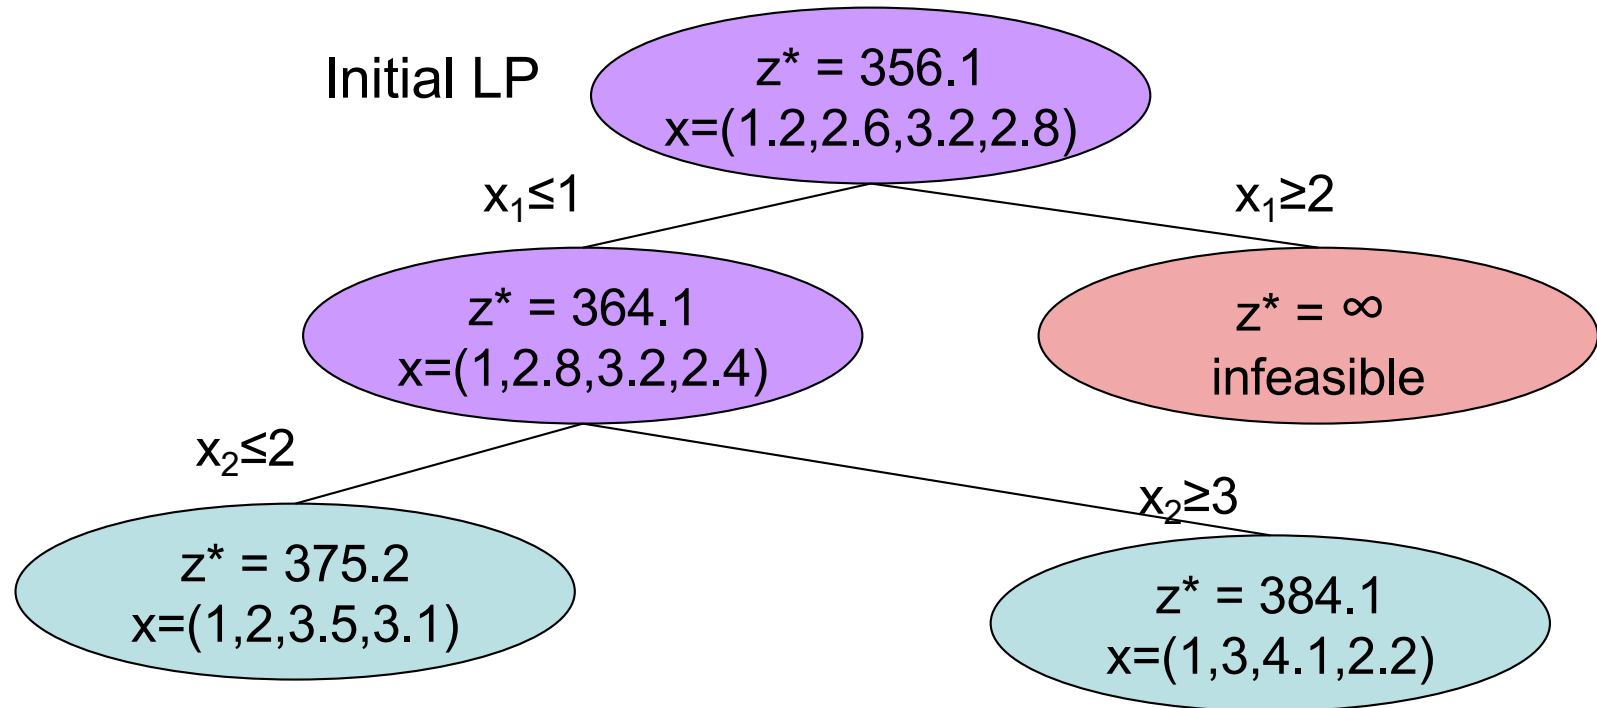 Initial LP
z* = 356.1
x=(1.2,2.6,3.2,2.8)
x₁≤1
x₁≥2
z* = 364.1
x=(1,2.8,3.2,2.4)
z* = ∞
infeasible
x₂≤2
x₂≥3
z* = 375.2
x=(1,2,3.5,3.1)
z* = 384.1
x=(1,3,4.1,2.2)